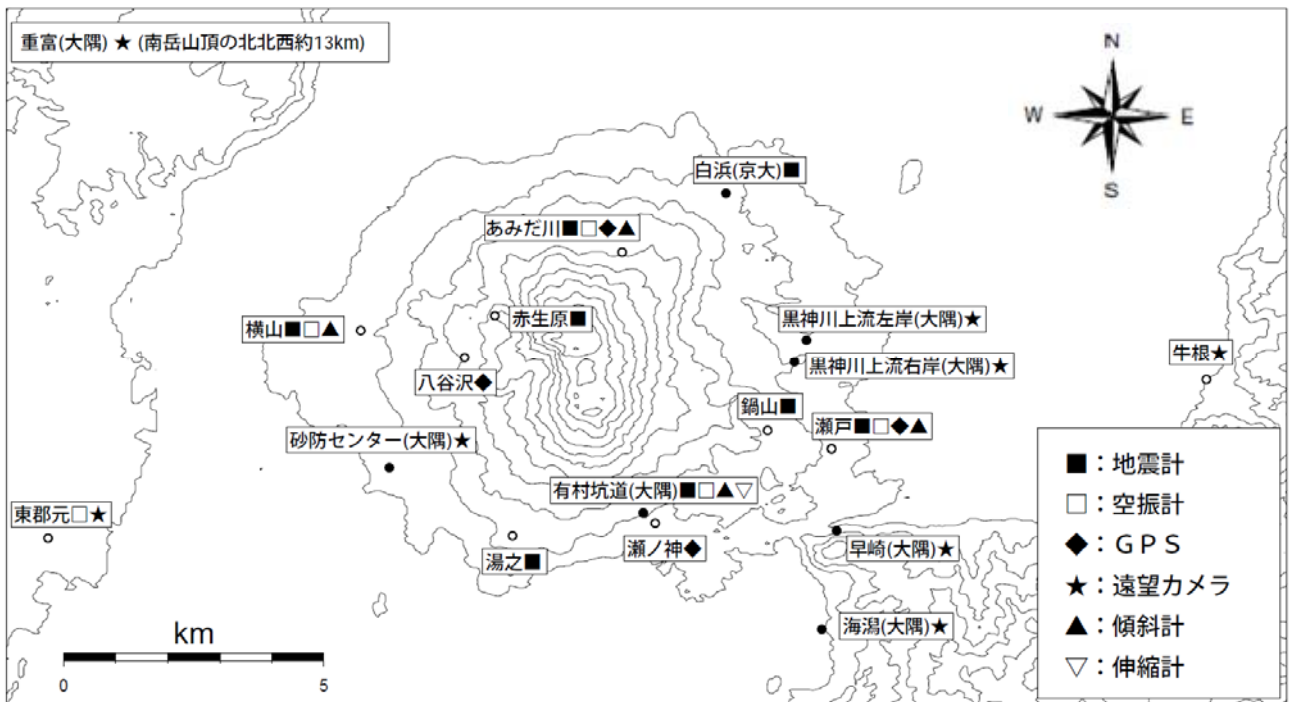 重富(大隅) ★ (南岳山頂の北北西約13km)
N
W
E
S
白浜(京大)■
あみだ川■□◆▲
横山■□▲
赤生原■
黒神川上流左岸(大隅)★
黒神川上流右岸(大隅)★
牛根★
八谷沢◆
鍋山■
瀬戸■□◆▲
砂防センター(大隅)★
有村坑道(大隅)■□▲▽
東郡元□★
湯之■
瀬ノ神◆
早崎(大隅)★
海潟(大隅)★
km
0
5
■：地震計
□：空振計
◆：ＧＰＳ
★：遠望カメラ
▲：傾斜計
▽：伸縮計